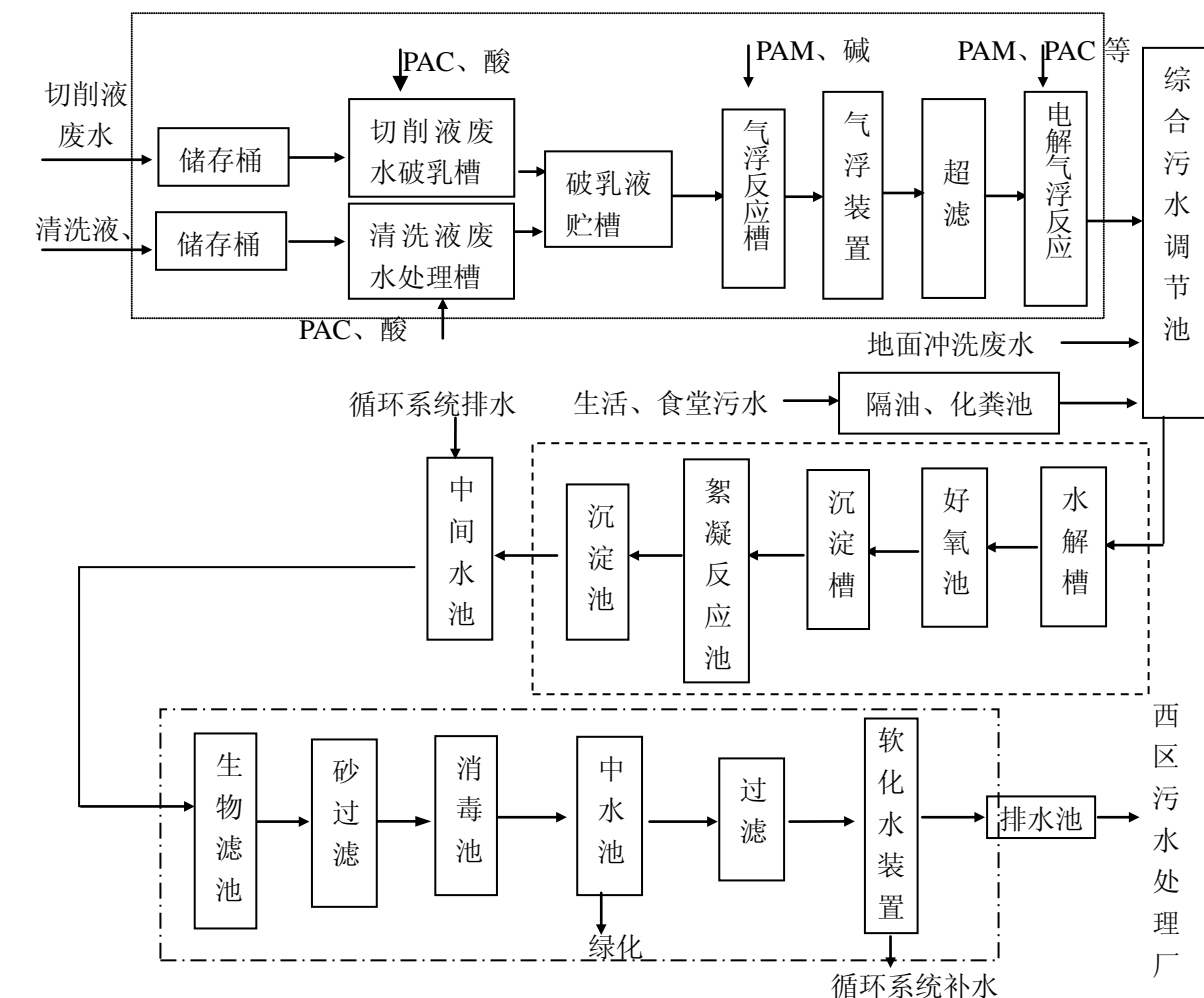 PAC、酸
PAM、碱
PAM、PAC 等
切削液
废水
储存桶
切削液废
水破乳槽
清洗液、
储存桶
清洗液废
水处理槽
PAC、酸
破乳液
贮槽
气浮反应槽
气浮装置
超滤
电解气浮反应
综合污水调节池
地面冲洗废水
生活、食堂污水
隔油、化粪池
循环系统排水
水解槽
好氧池
沉淀槽
絮凝反应池
沉淀池
中间水池
生物滤池
砂过滤
消毒池
中水池
绿化
过滤
软化水装置
循环系统补水
排水池
西区污水处理厂